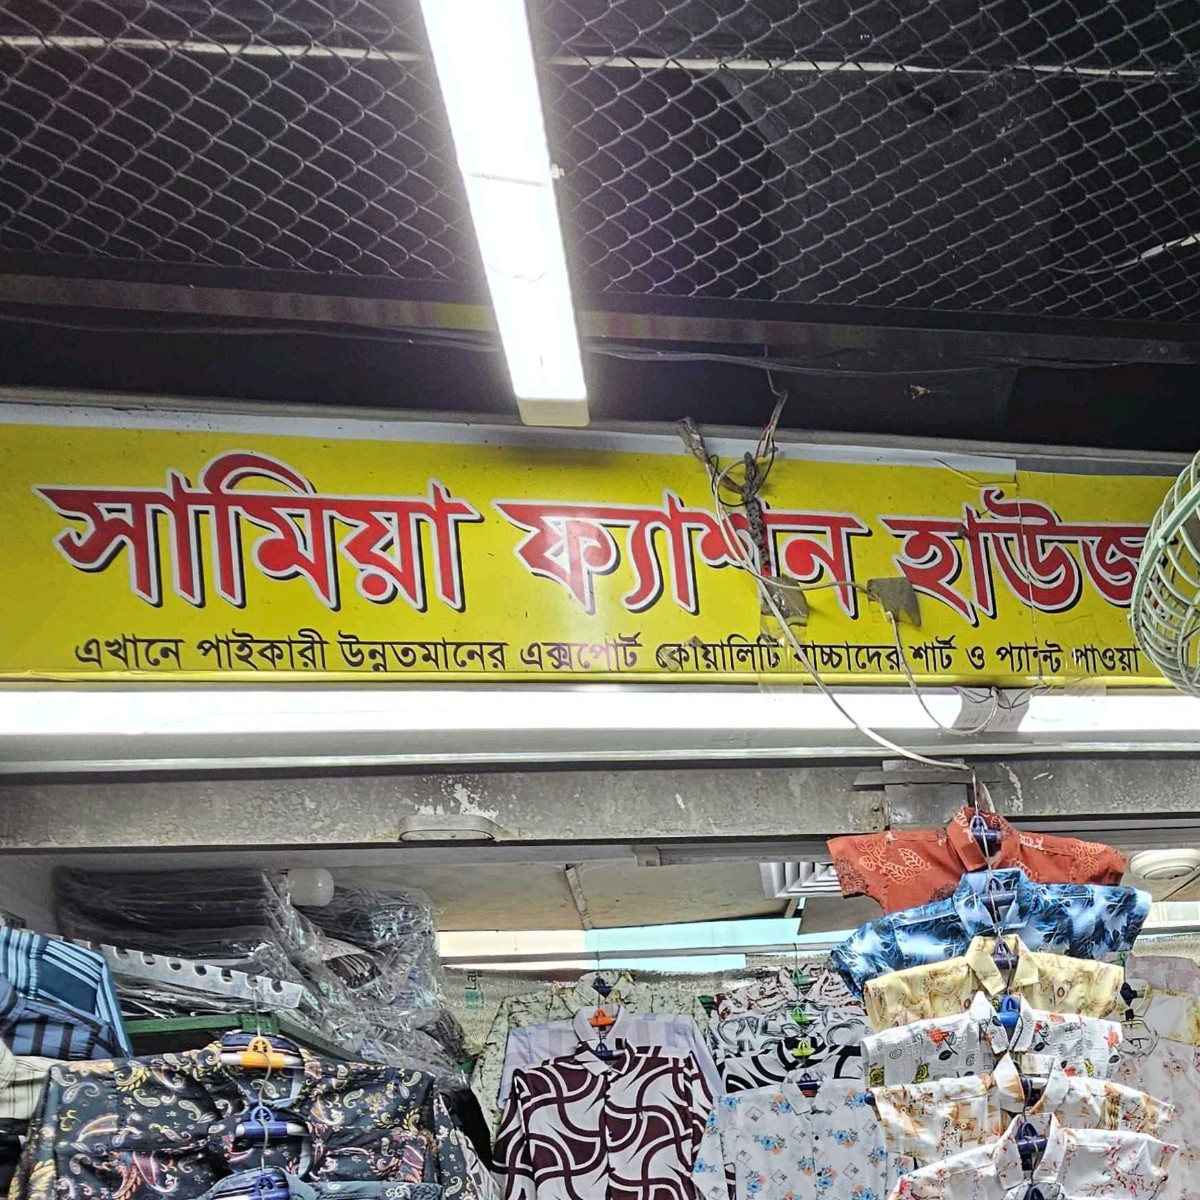 সামিয়া ফ্যাশন হাউজ
এখানে পাইকারী উন্নতমানের এক্সপোর্ট কোয়ালিটি বাচ্চাদের শার্ট ও প্যান্ট পাওয়া